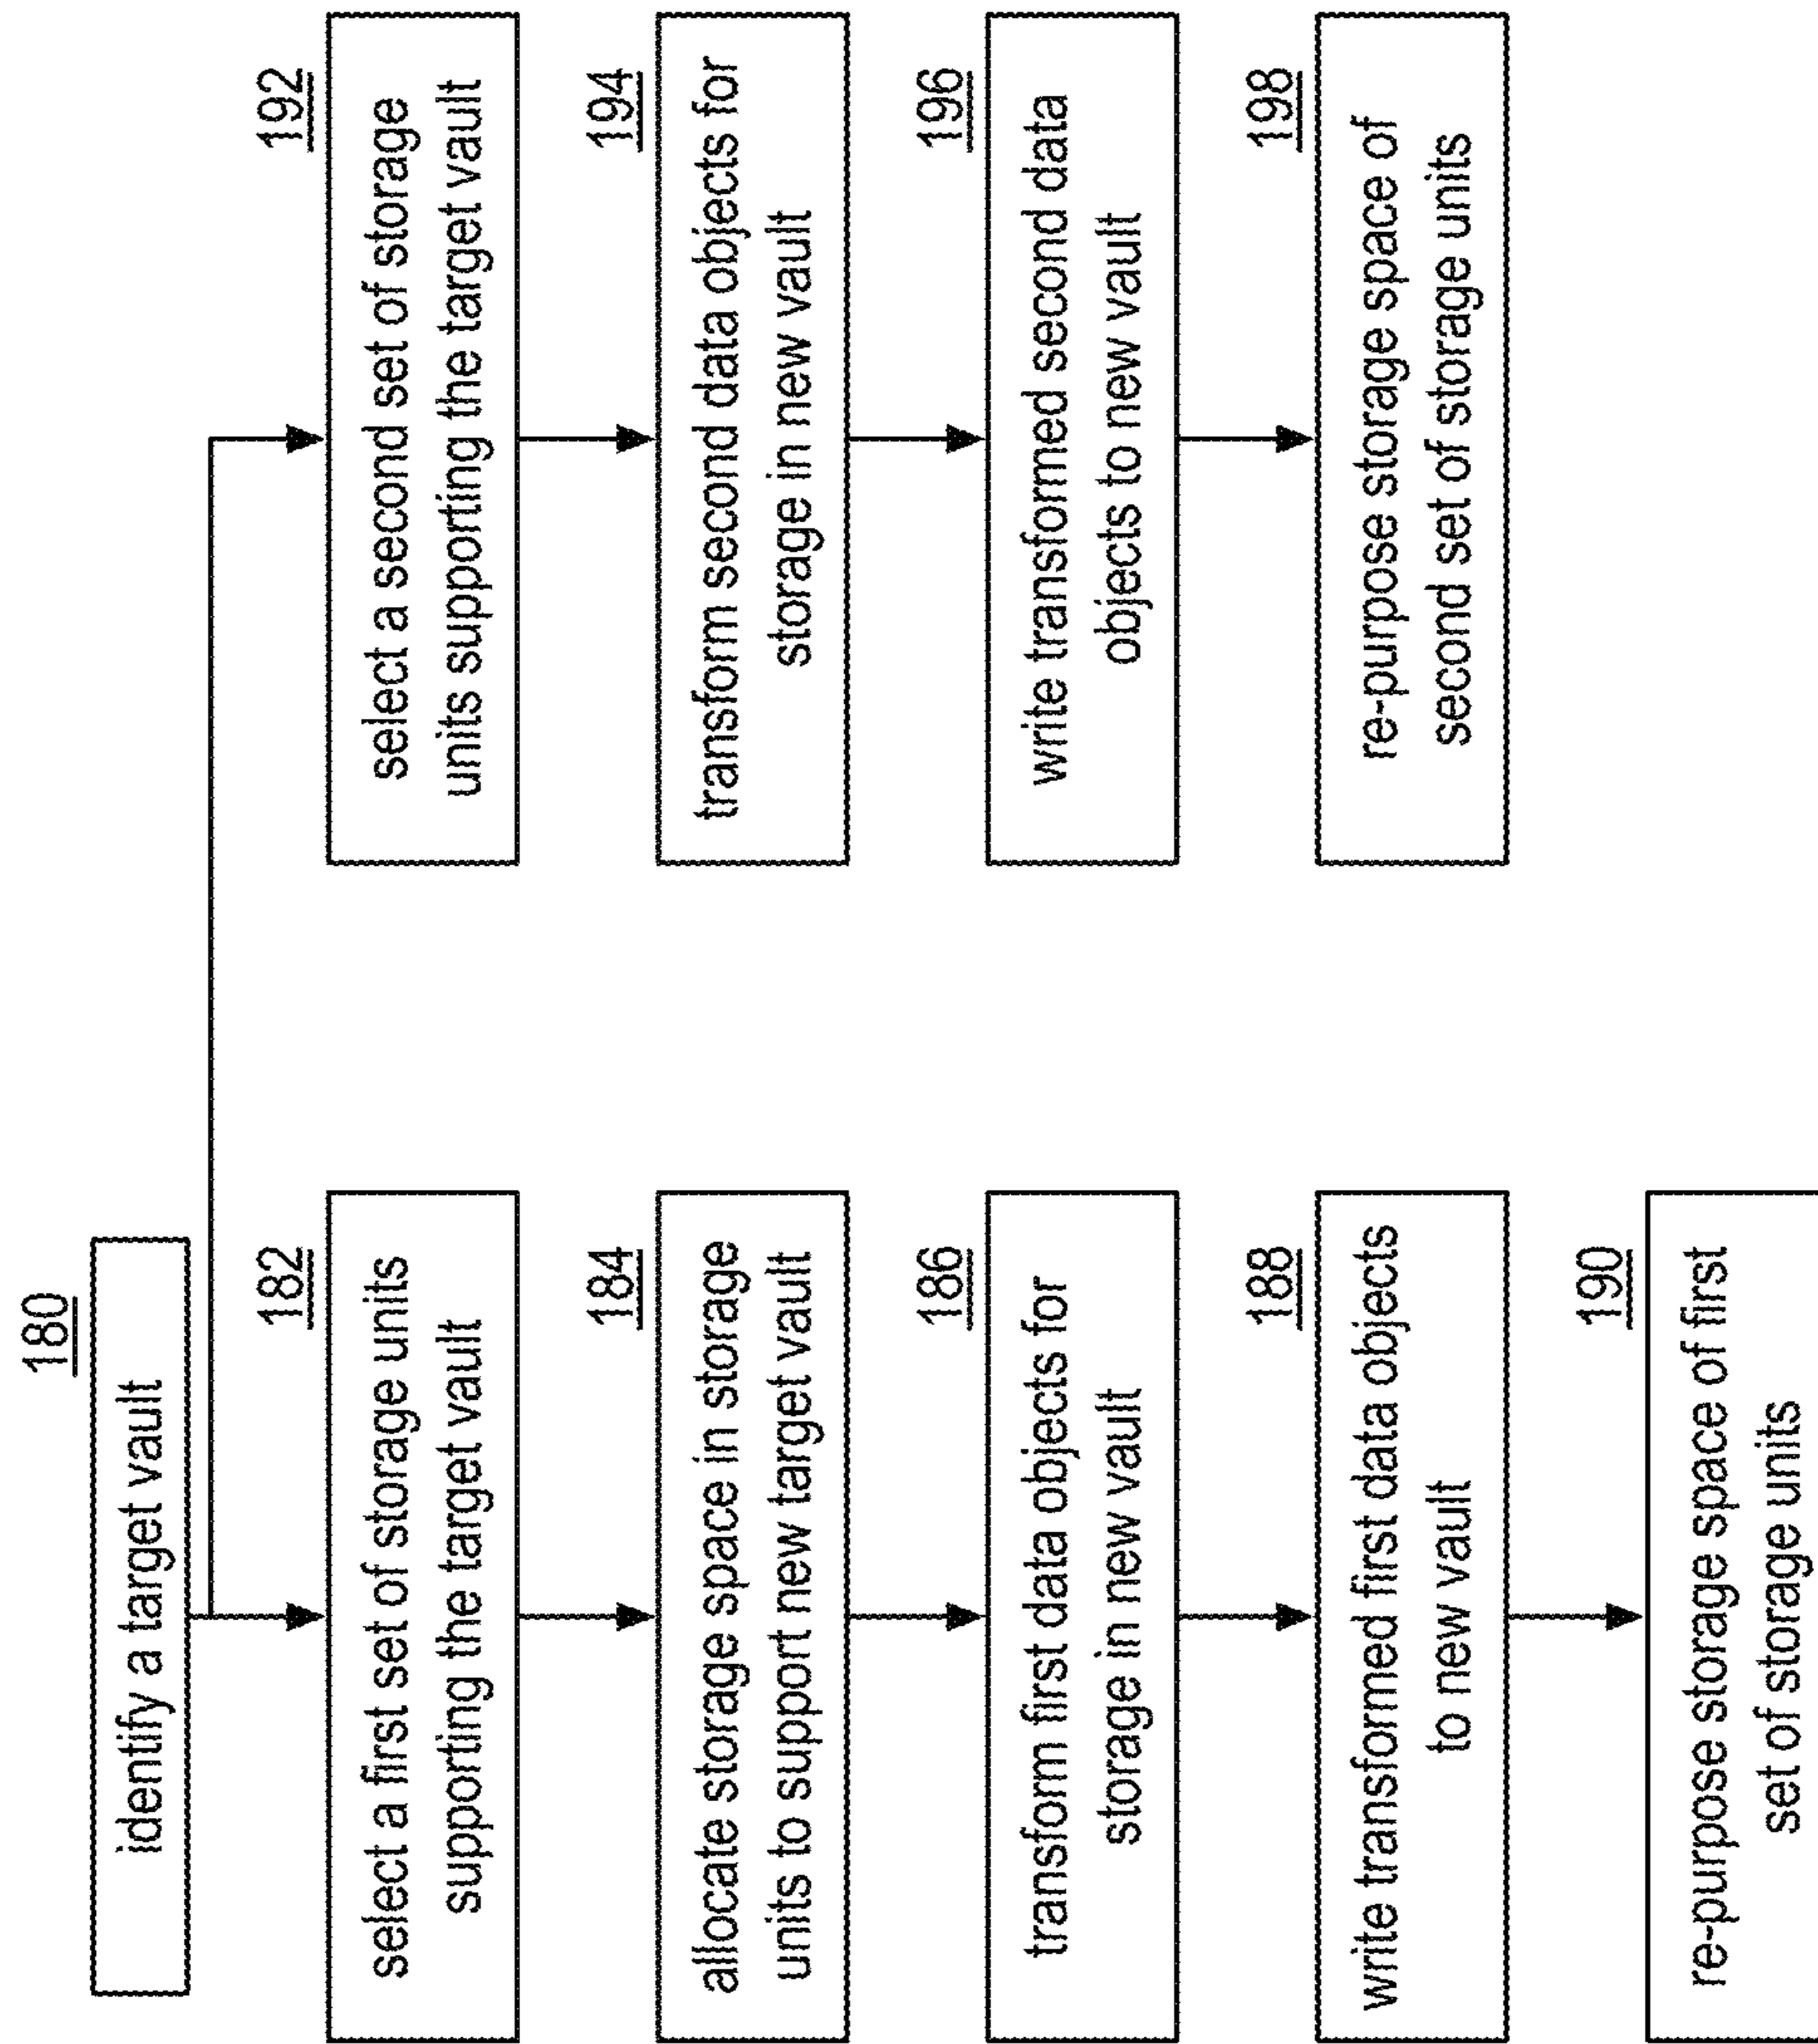 180
identify a target vault
182
select a first set of storage units
supporting the target vault
184
allocate storage space in storage
units to support new target vault
186
transform first data objects for
storage in new vault
188
write transformed first data objects
to new vault
190
re-purpose storage space of first
set of storage units
192
select a second set of storage
units supporting the target vault
194
transform second data objects for
storage in new vault
196
write transformed second data
objects to new vault
198
re-purpose storage space of
second set of storage units